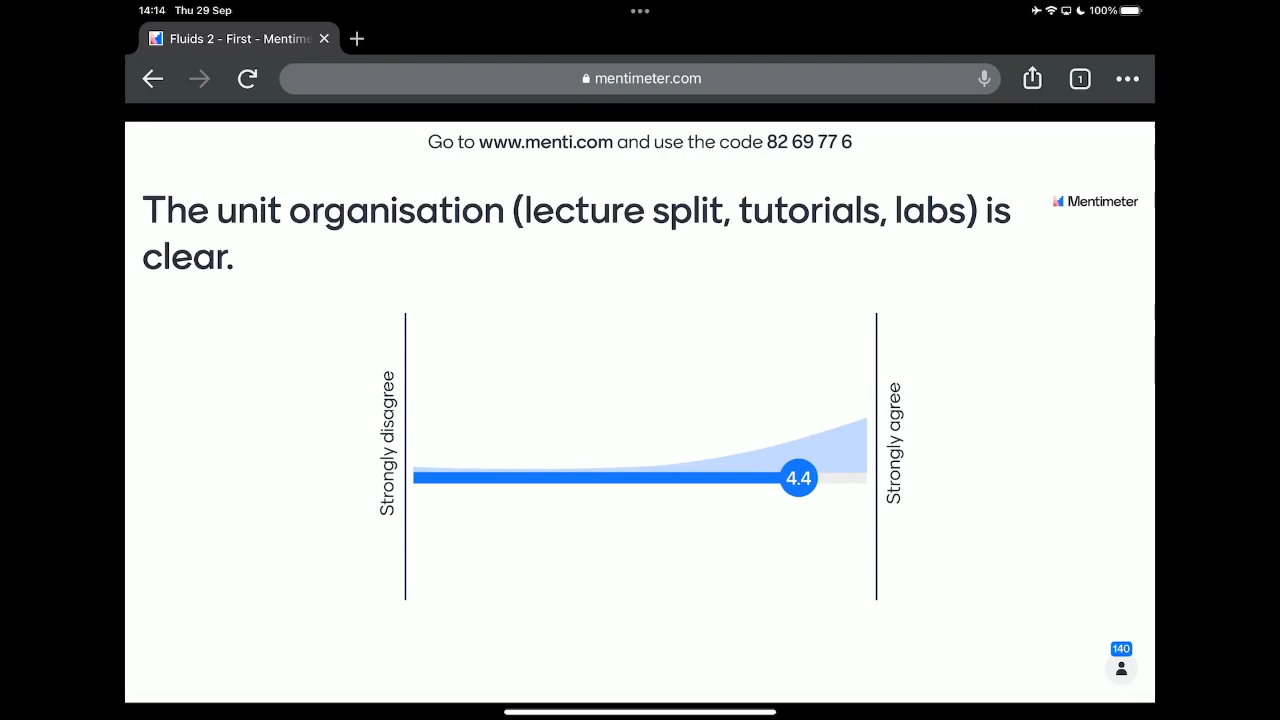 14:14 Thu 29 Sep
100%
Fluids 2 - First - Mentime
mentimeter.com
1
Go to www.menti.com and use the code 82 69 77 6
The unit organisation (lecture split, tutorials, labs) is
clear.
Mentimeter
Strongly disagree
4.4
Strongly agree
140